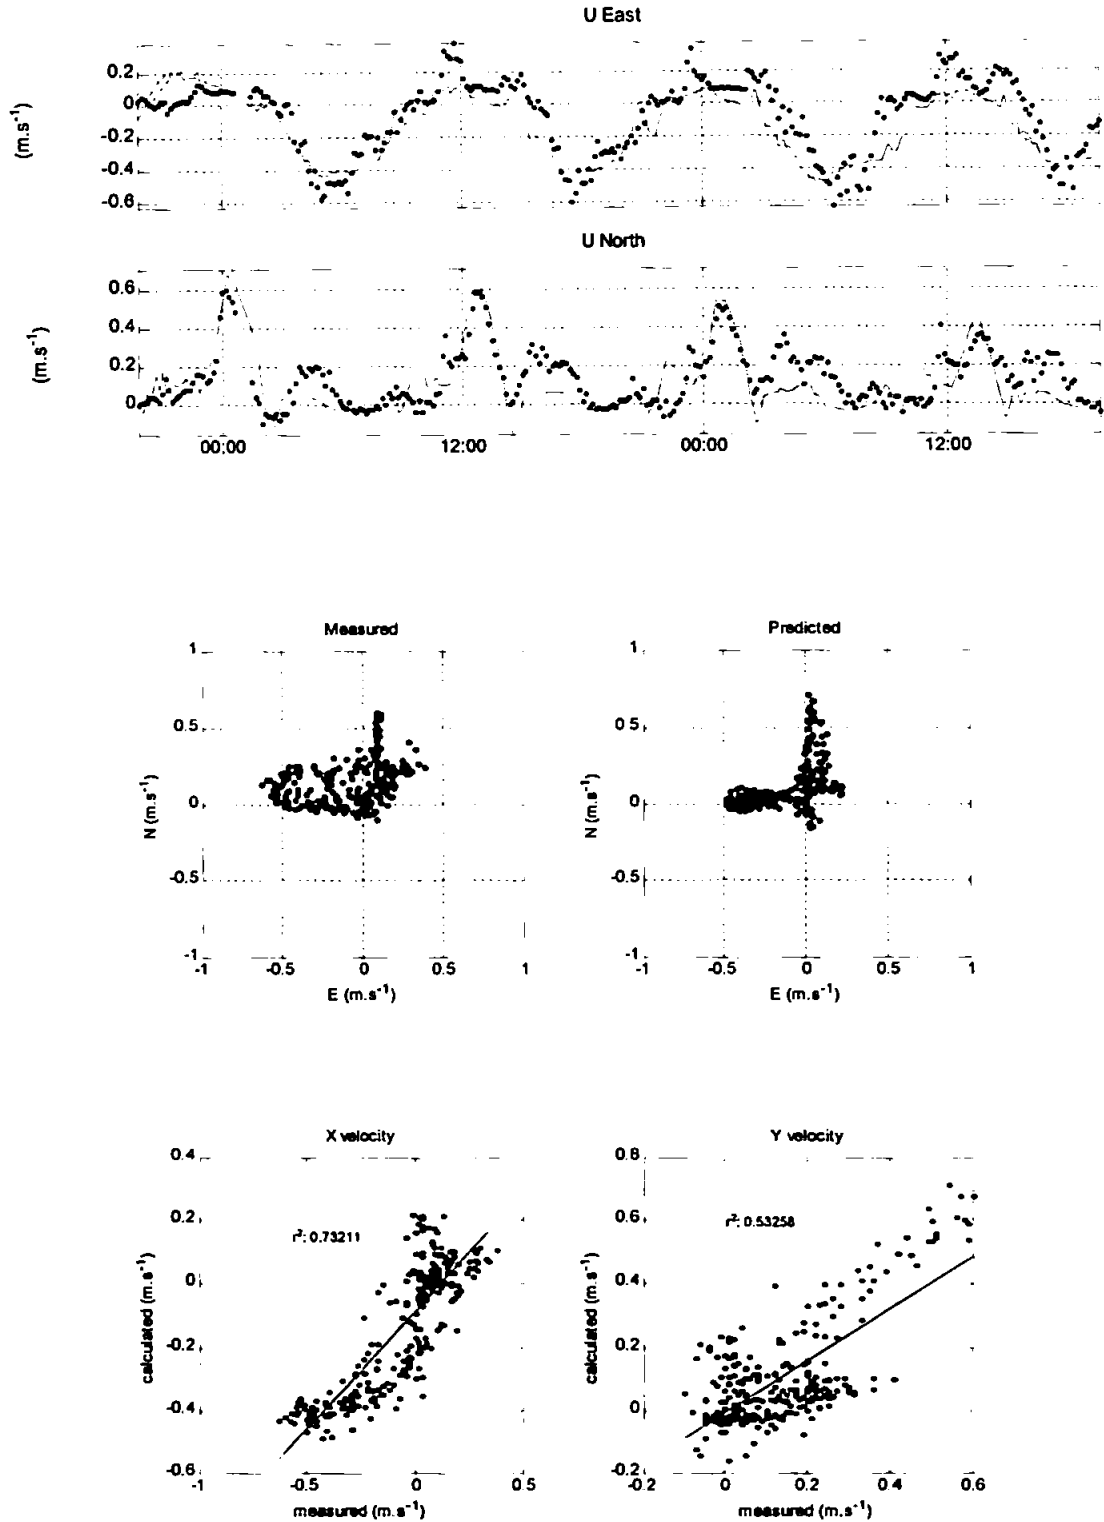 U East
(m.s-1)
0.2
0
-0.2
-0.4
-0.6
U North
(m.s-1)
0.6
0.4
0.2
0
00:00 12:00 00:00 12:00
Measured Predicted
N (m.s-1)
1
0.5
0
-0.5
-1
-1 -0.5 0 0.5 1
E (m.s-1)
N (m.s-1)
1
0.5
0
-0.5
-1
-1 -0.5 0 0.5 1
E (m.s-1)
X velocity
r2: 0.73211
calculated (m.s-1)
0.4
0.2
0
-0.2
-0.4
-0.6
-1 -0.5 0 0.5
measured (m.s-1)
Y velocity
r2: 0.53258
calculated (m.s-1)
0.8
0.6
0.4
0.2
0
-0.2
-0.2 0 0.2 0.4 0.6
measured (m.s-1)